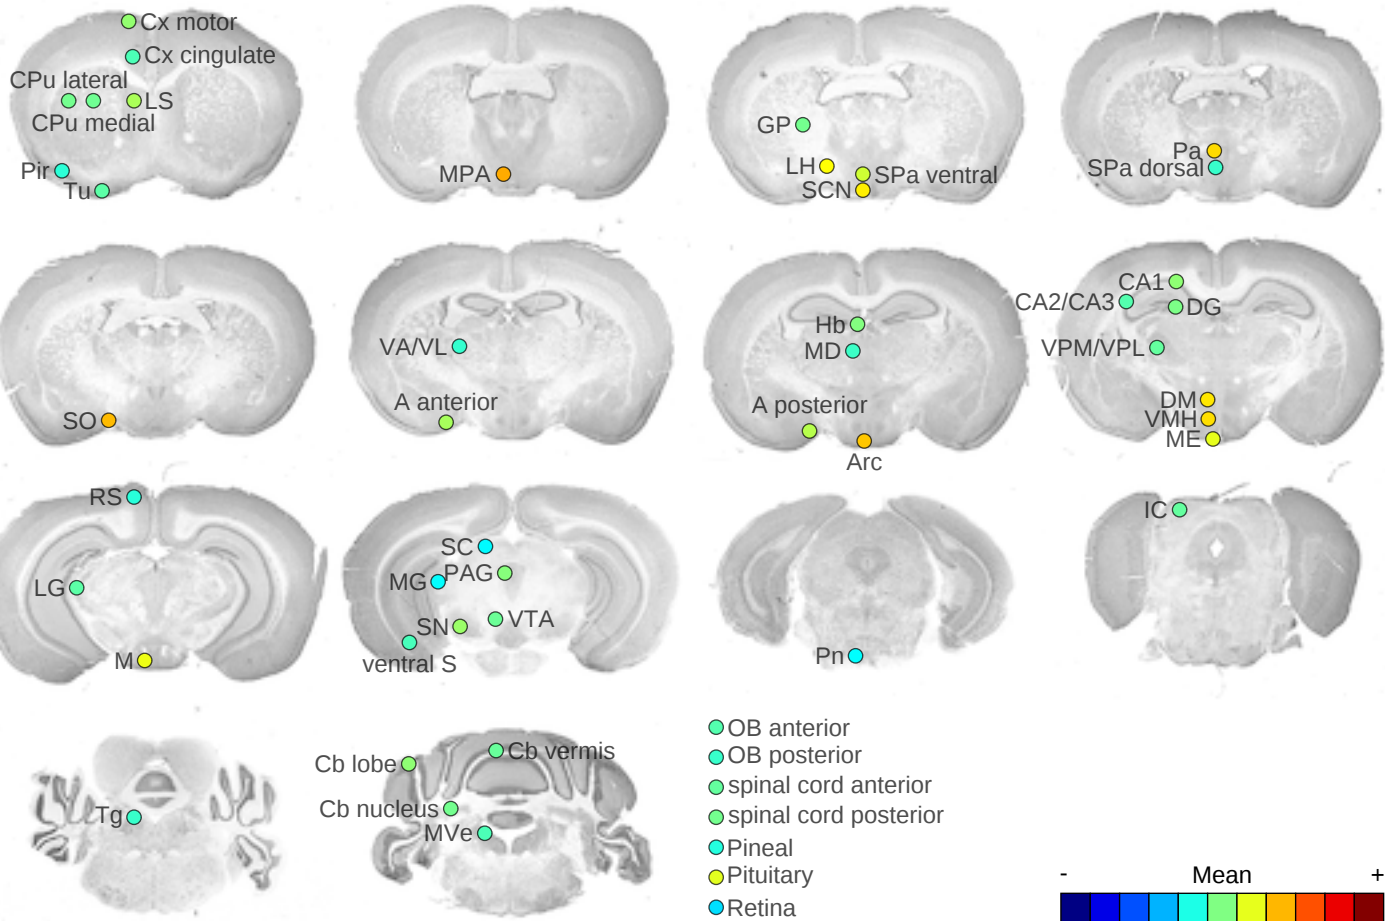 Cx motor
Cx cingulate
CPu lateral
LS
CPu medial
Pir
Tu
MPA
GP
LH
SPa ventral
SCN
Pa
SPa dorsal
SO
VA/VL
A anterior
Hb
MD
A posterior
Arc
CA1
CA2/CA3
DG
VPM/VPL
DM
VMH
ME
RS
LG
M
SC
MG
PAG
SN
VTA
ventral S
Pn
IC
Tg
Cb lobe
Cb vermis
Cb nucleus
MVe
OB anterior
OB posterior
spinal cord anterior
spinal cord posterior
Pineal
Pituitary
Retina
- Mean +